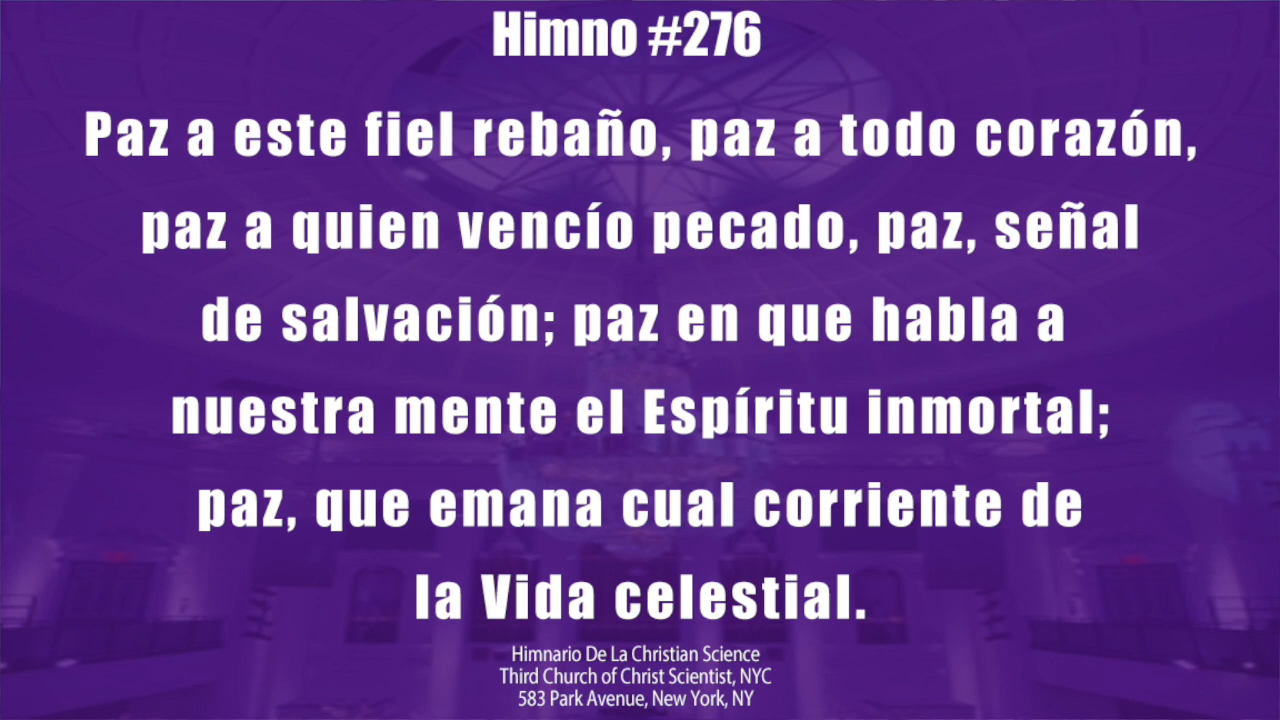 Himno #276
Paz a este fiel rebaño, paz a todo corazón,
paz a quien vencío pecado, paz, señal
de salvación; paz en que habla a
nuestra mente el Espíritu inmortal;
paz, que emana cual corriente de
la Vida celestial.
Himnario De La Christian Science
Third Church of Christ Scientist, NYC
583 Park Avenue, New York, NY